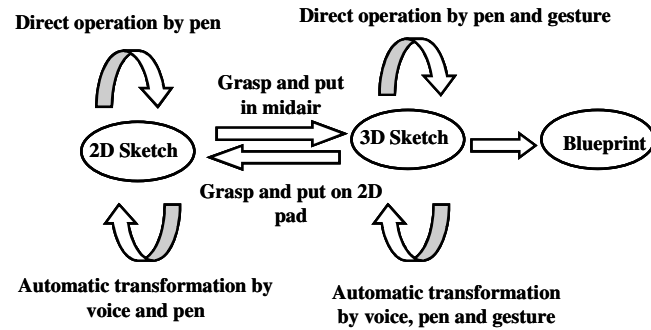 Direct operation by pen
Direct operation by pen and gesture
Grasp and put
in midair
2D Sketch
3D Sketch
Blueprint
Grasp and put on 2D
pad
Automatic transformation by
voice and pen
Automatic transformation
by voice, pen and gesture